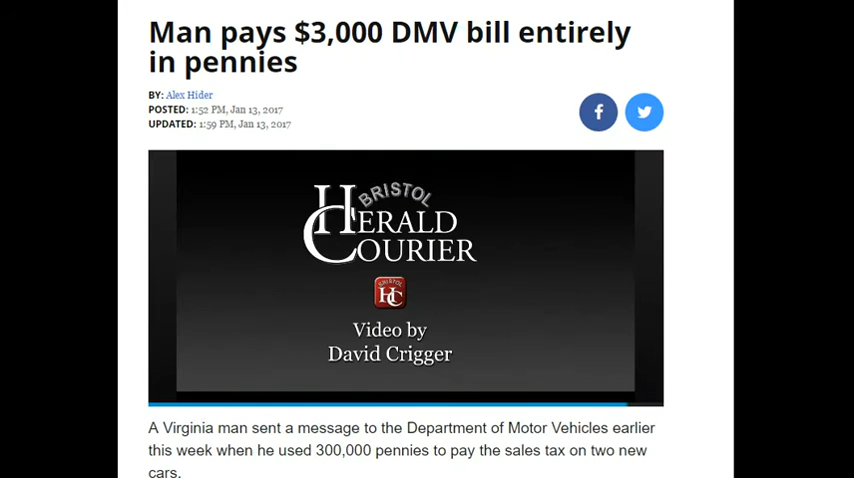 Man pays $3,000 DMV bill entirely
in pennies
BY: Alex Hider
POSTED: 1:52 PM, Jan 13, 2017
UPDATED: 1:59 PM, Jan 13, 2017
BRISTOL
HERALD
COURIER
BRISTOL
HC
Video by
David Crigger
A Virginia man sent a message to the Department of Motor Vehicles earlier
this week when he used 300,000 pennies to pay the sales tax on two new
cars.